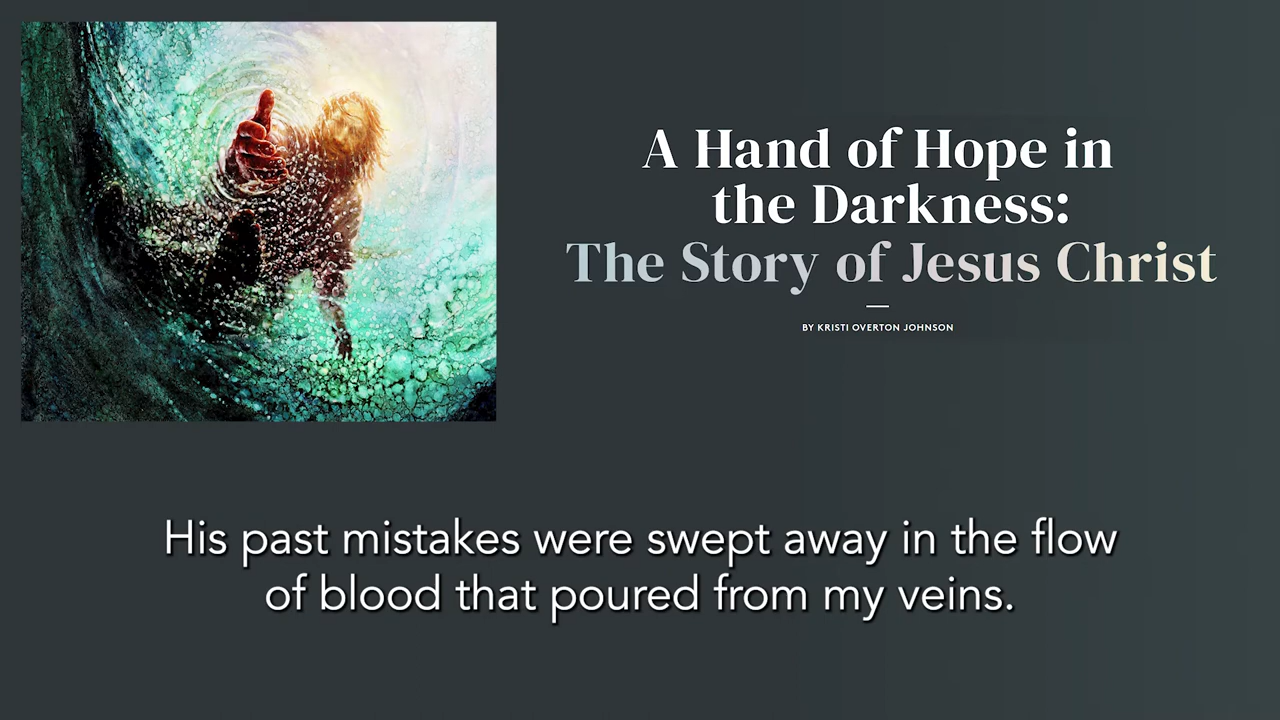 A Hand of Hope in
the Darkness:
The Story of Jesus Christ
BY KRISTI OVERTON JOHNSON
His past mistakes were swept away in the flow
of blood that poured from my veins.